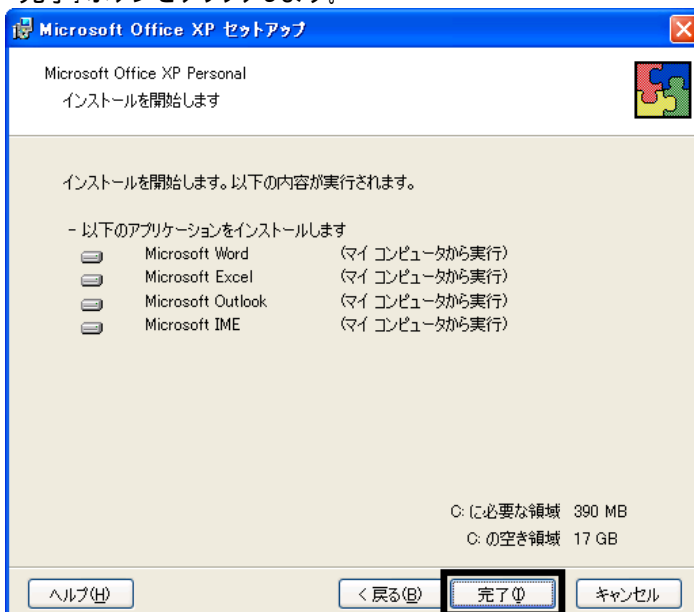 完了]ボタンをクリックします。
Microsoft Office XP セットアップ
Microsoft Office XP Personal
インストールを開始します
インストールを開始します。以下の内容が実行されます。
- 以下のアプリケーションをインストールします
Microsoft Word (マイ コンピュータから実行)
Microsoft Excel (マイ コンピュータから実行)
Microsoft Outlook (マイ コンピュータから実行)
Microsoft IME (マイ コンピュータから実行)
C: に必要な領域 390 MB
C: の空き領域 17 GB
ヘルプ(H) < 戻る(B) 完了(I) キャンセル